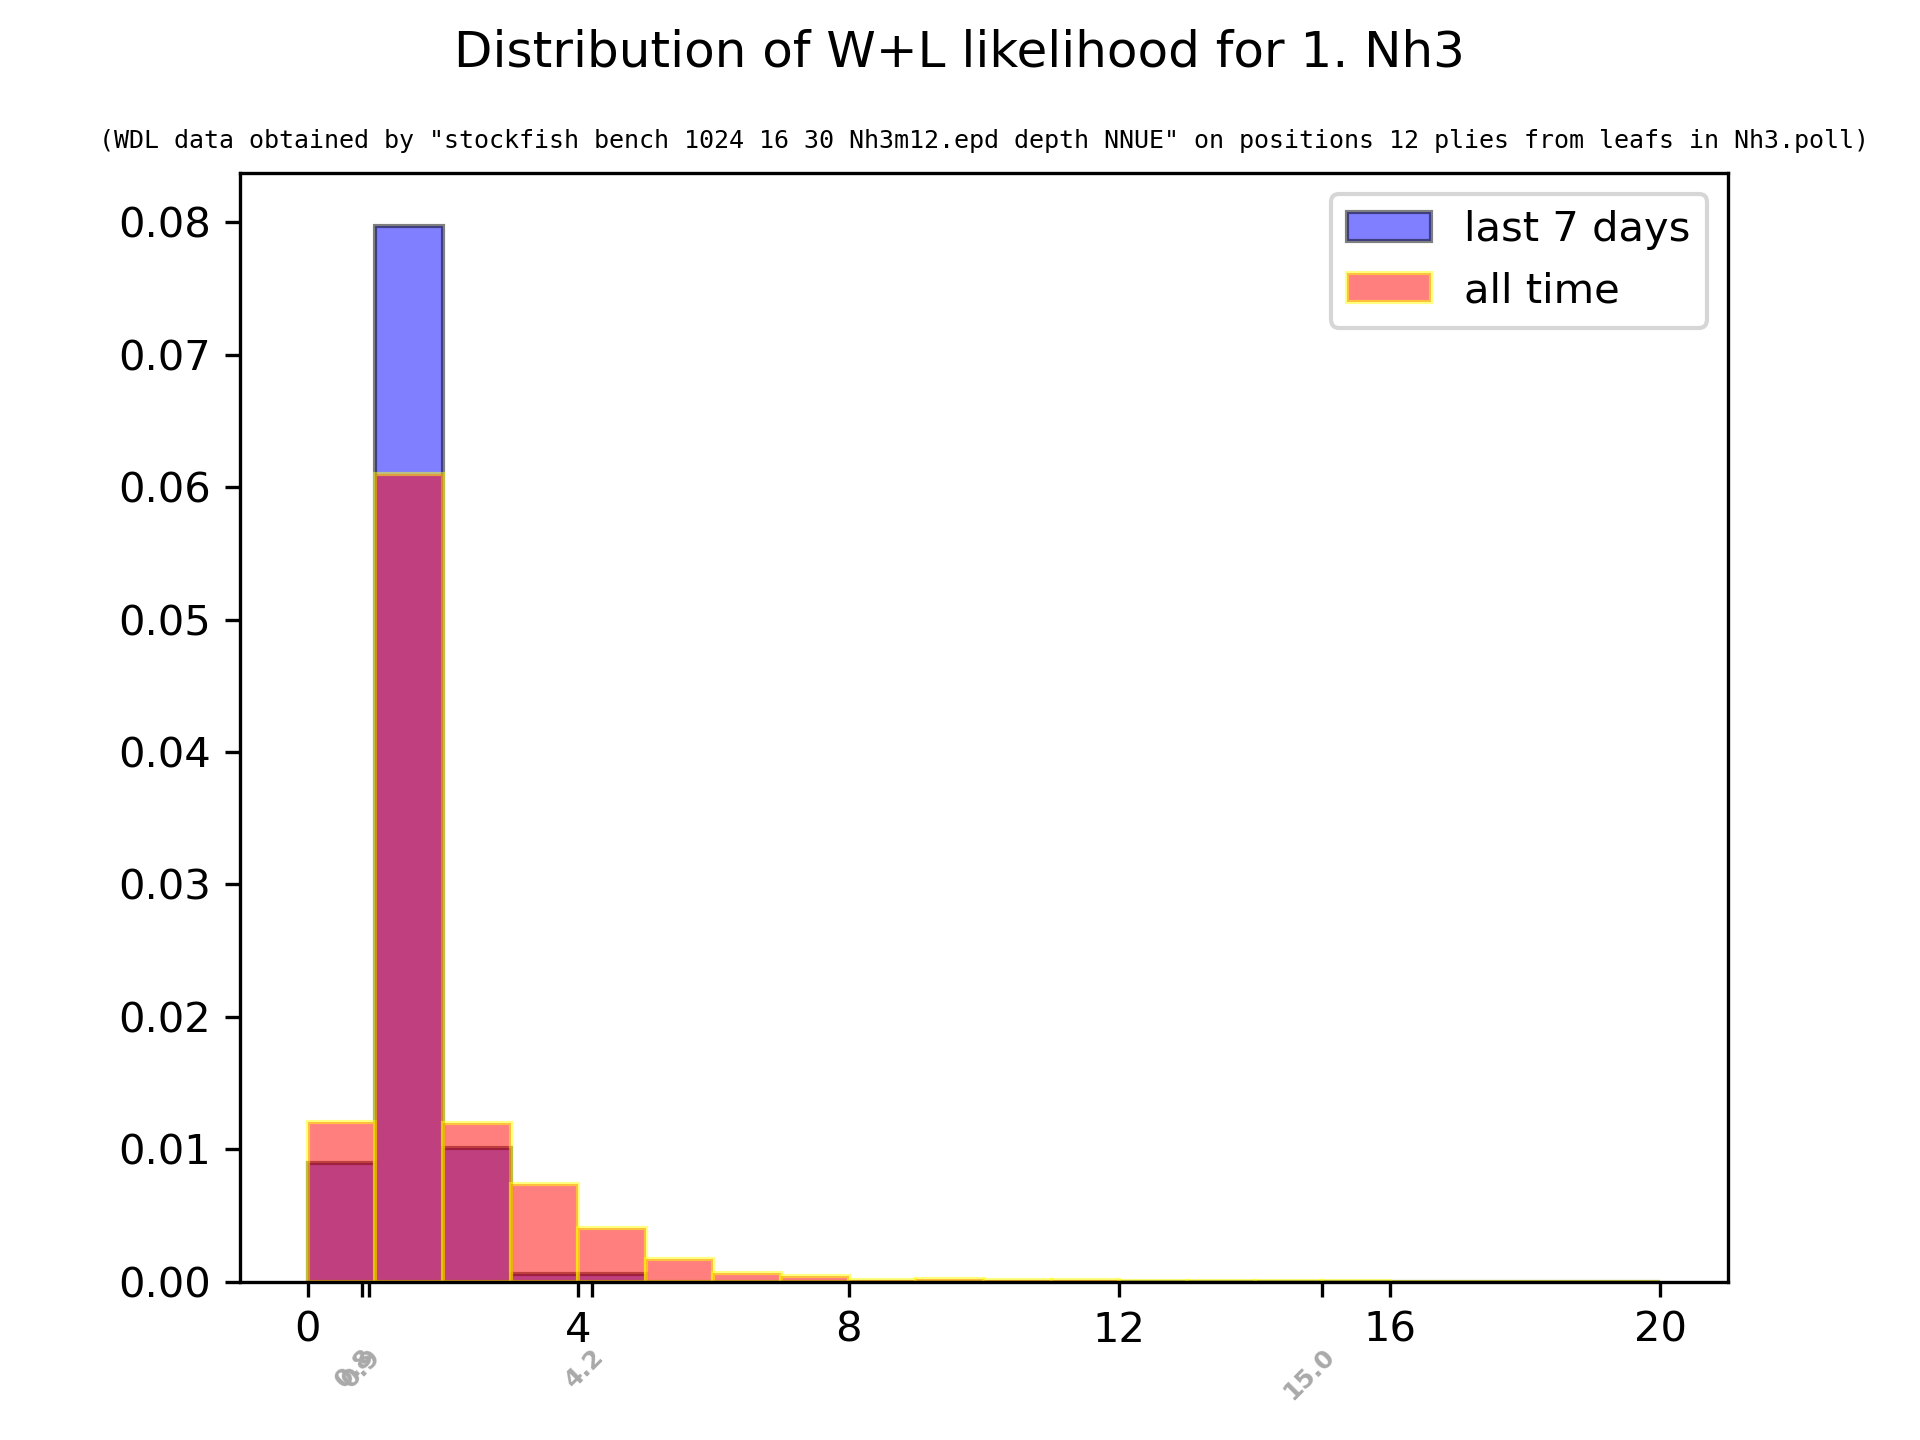 Distribution of W+L likelihood for 1. Nh3
(WDL data obtained by "stockfish bench 1024 16 30 Nh3m12.epd depth NNUE" on positions 12 plies from leafs in Nh3.poll)
last 7 days
all time
0.08
0.07
0.06
0.05
0.04
0.03
0.02
0.01
0.00
0 4 8 12 16 20
4.2 15.0